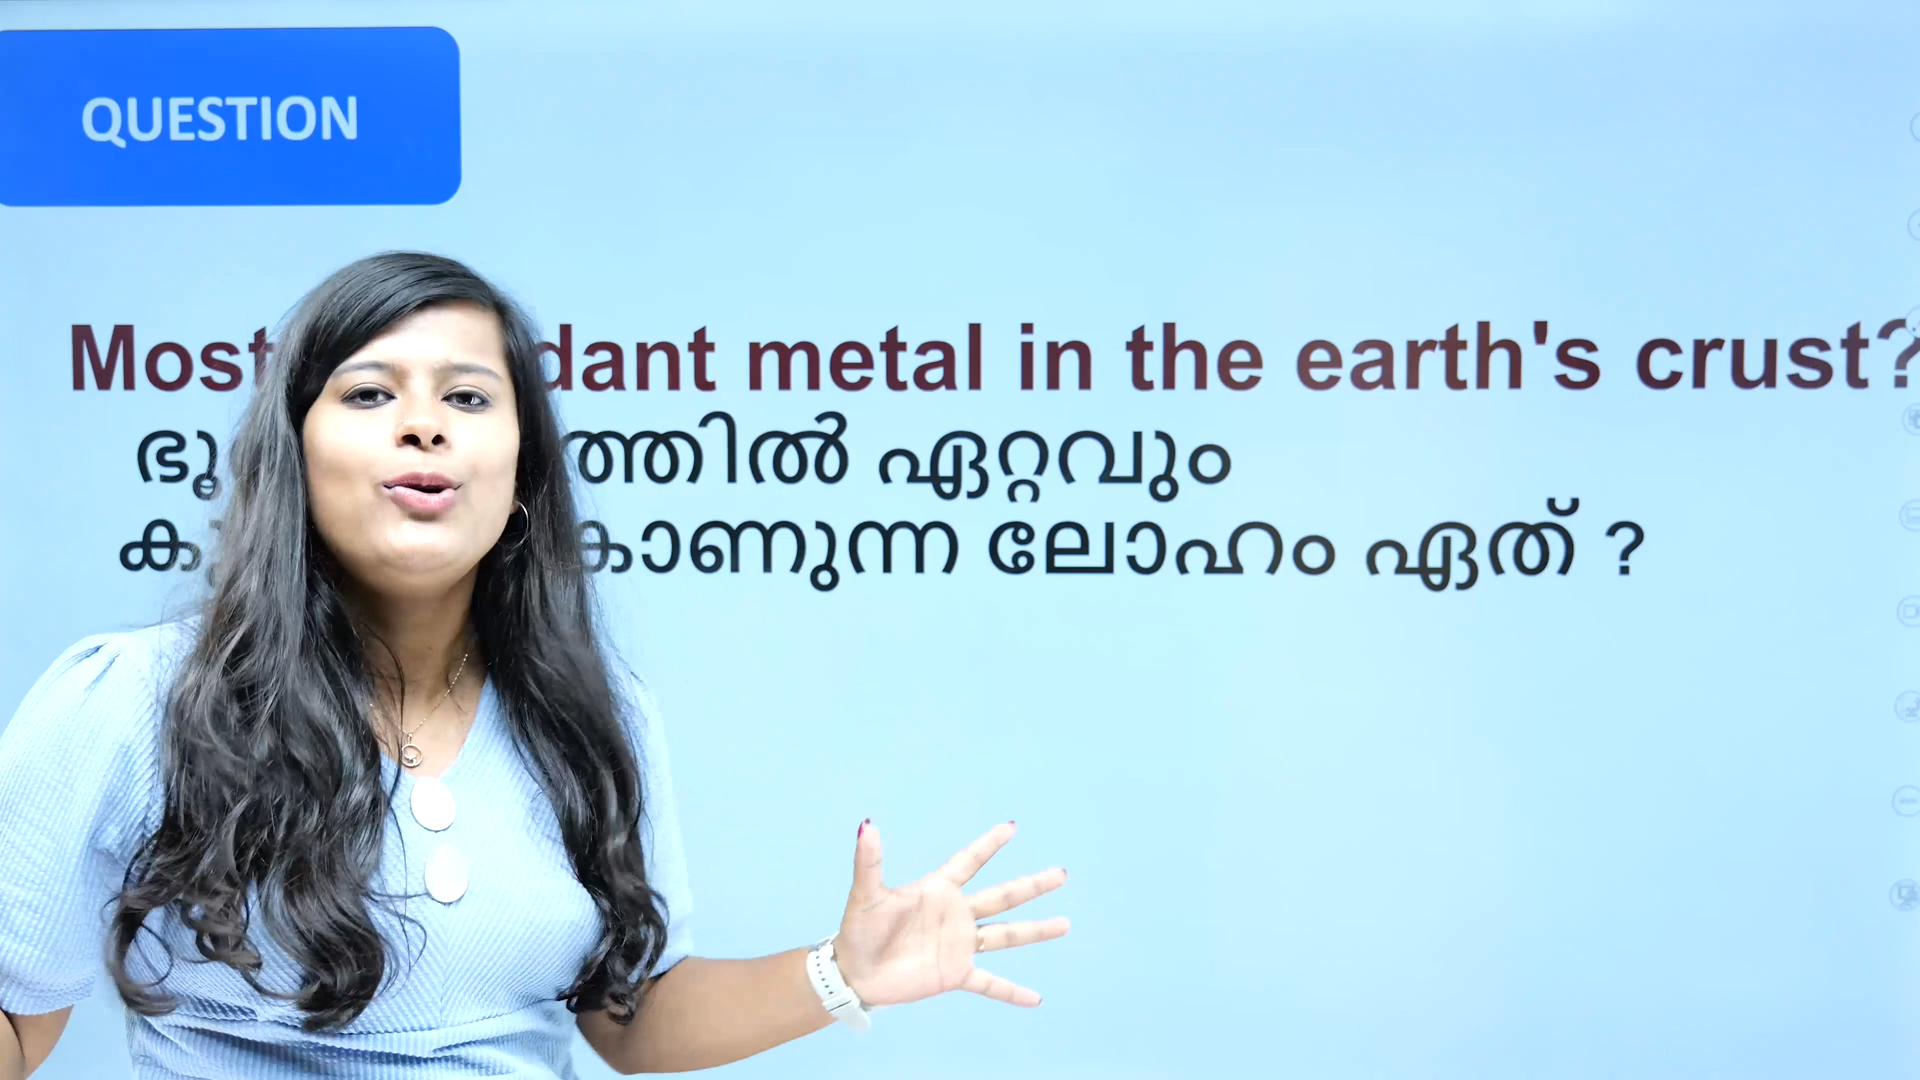 QUESTION
Most dant metal in the earth's crust?
ഭൂ ത്തിൽ ഏറ്റവും
കാണുന്ന ലോഹം ഏത് ?